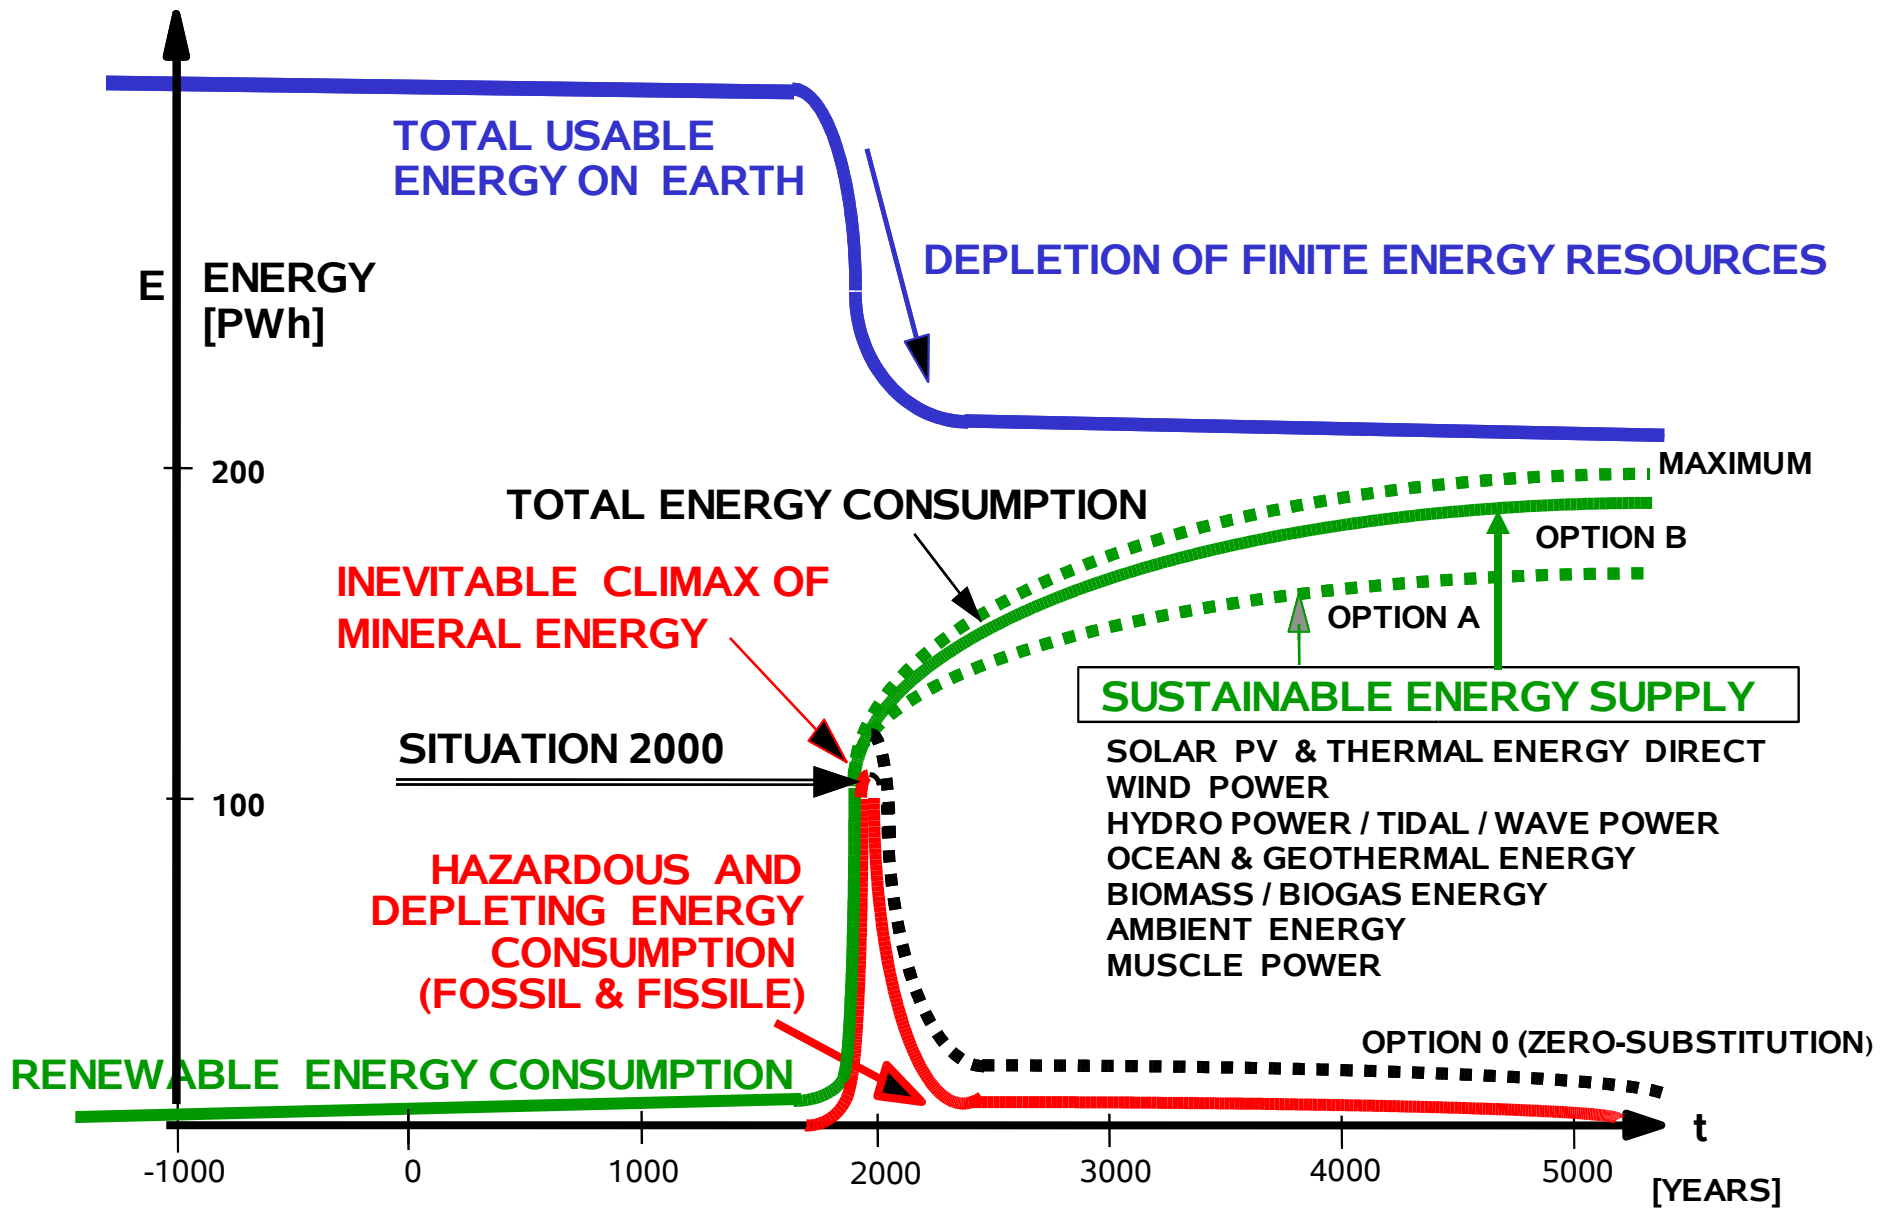 TOTAL USABLE
ENERGY ON EARTH
E
ENERGY
[PWh]
DEPLETION OF FINITE ENERGY RESOURCES
200
MAXIMUM
TOTAL ENERGY CONSUMPTION
OPTION B
INEVITABLE CLIMAX OF
MINERAL ENERGY
OPTION A
SUSTAINABLE ENERGY SUPPLY
SITUATION 2000
SOLAR PV & THERMAL ENERGY DIRECT
WIND POWER
HYDRO POWER / TIDAL / WAVE POWER
OCEAN & GEOTHERMAL ENERGY
BIOMASS / BIOGAS ENERGY
AMBIENT ENERGY
MUSCLE POWER
100
HAZARDOUS AND
DEPLETING ENERGY
CONSUMPTION
(FOSSIL & FISSILE)
OPTION 0 (ZERO-SUBSTITUTION)
RENEWABLE ENERGY CONSUMPTION
t
-1000 0 1000 2000 3000 4000 5000
[YEARS]